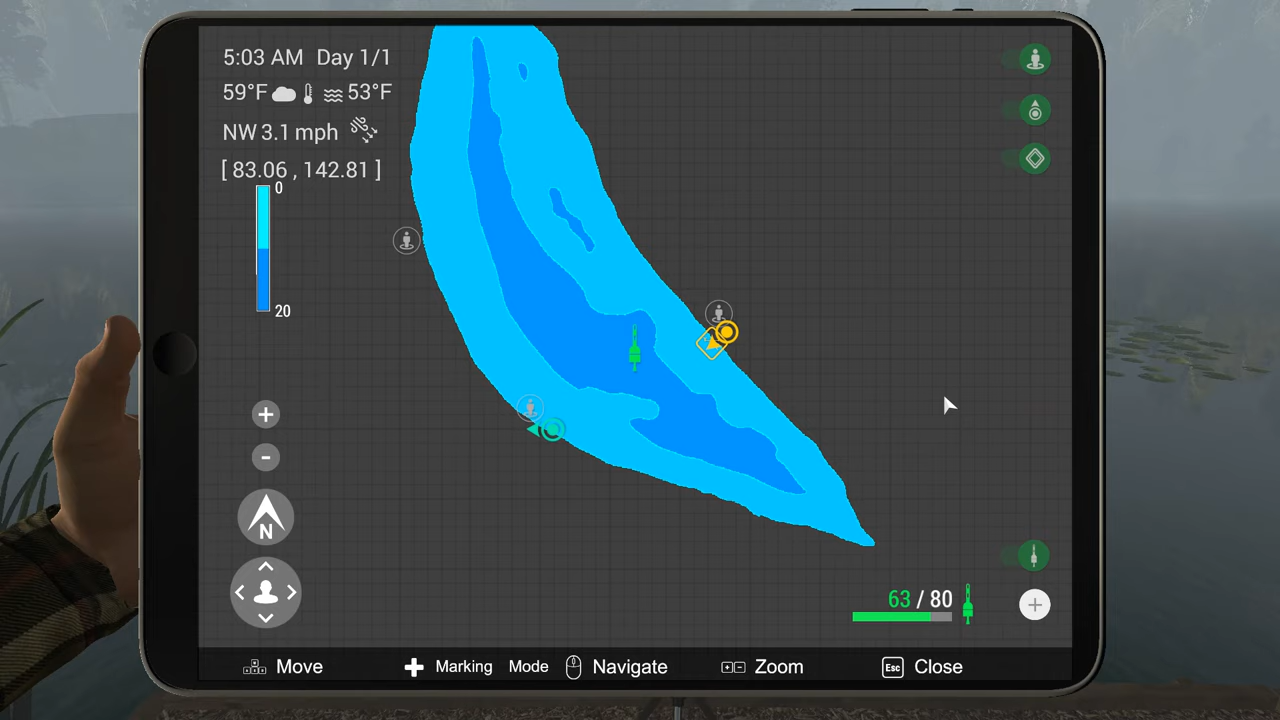 5:03 AM Day 1/1
59°F 53°F
NW 3.1 mph
[ 83.06 , 142.81 ]
0
20
+
-
N
63 / 80
+
Move
Marking Mode
Navigate
+ - Zoom
Esc Close